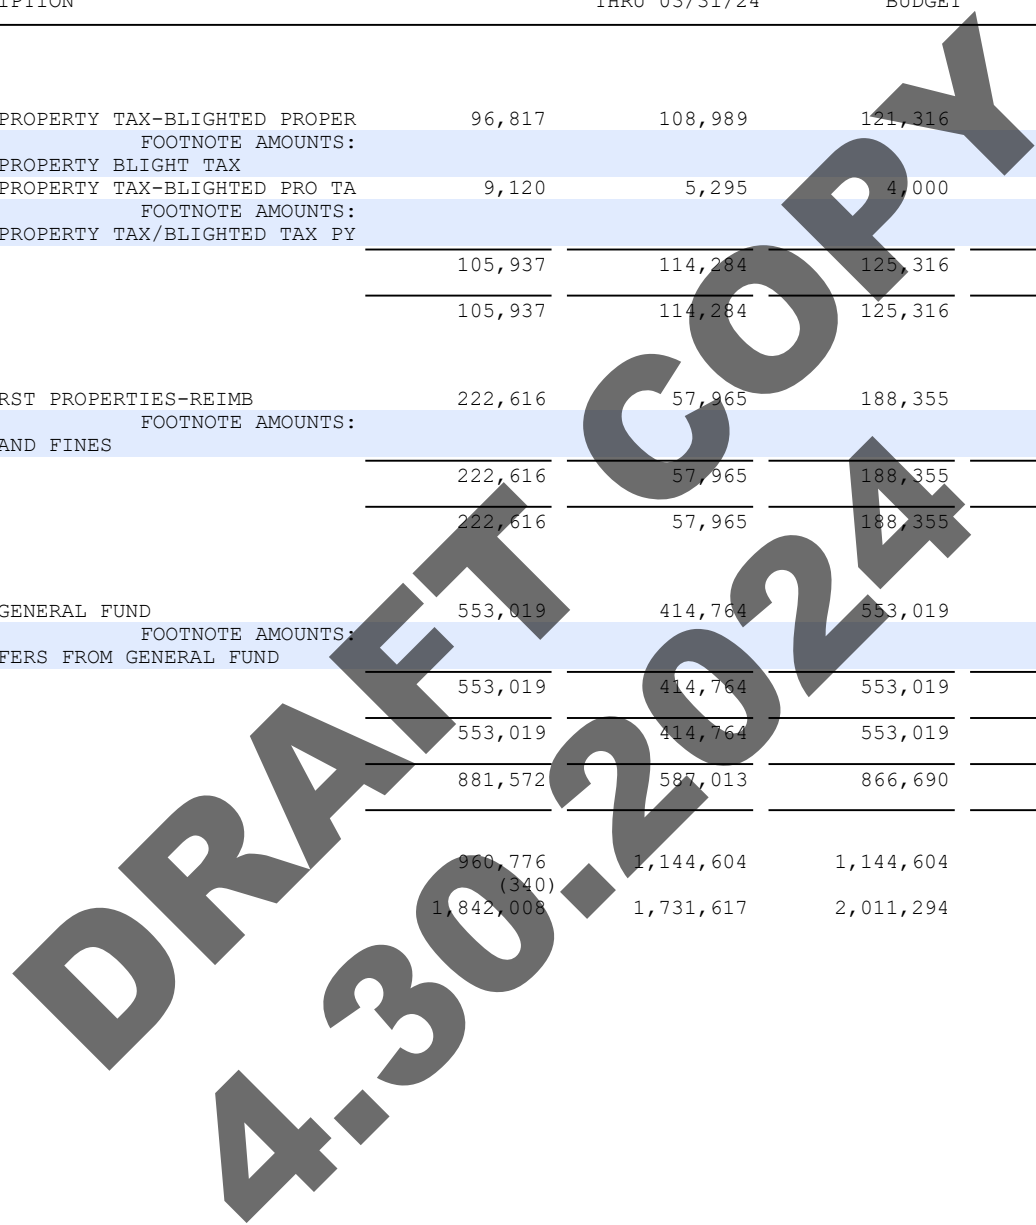 IPTION THRU 03/31/24 BUDGET
PROPERTY TAX-BLIGHTED PROPER 96,817 108,989 121,316
FOOTNOTE AMOUNTS:
PROPERTY BLIGHT TAX
PROPERTY TAX-BLIGHTED PRO TA 9,120 5,295 4,000
FOOTNOTE AMOUNTS:
PROPERTY TAX/BLIGHTED TAX PY
105,937 114,284 125,316
105,937 114,284 125,316
RST PROPERTIES-REIMB 222,616 57,965 188,355
FOOTNOTE AMOUNTS:
AND FINES
222,616 57,965 188,355
222,616 57,965 188,355
GENERAL FUND 553,019 414,764 553,019
FOOTNOTE AMOUNTS:
FERS FROM GENERAL FUND
553,019 414,764 553,019
553,019 414,764 553,019
881,572 587,013 866,690
960,776 1,144,604 1,144,604
(340)
1,842,008 1,731,617 2,011,294
DRAFT COPY
4.30.2024